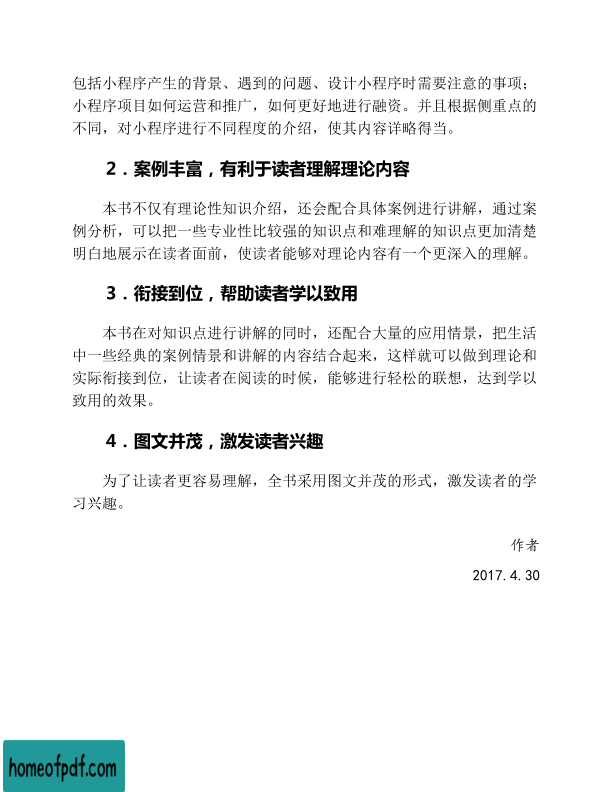 包括小程序产生的背景、遇到的问题、设计小程序时需要注意的事项；
小程序项目如何运营和推广，如何更好地进行融资。并且根据侧重点的
不同，对小程序进行不同程度的介绍，使其内容详略得当。
2．案例丰富，有利于读者理解理论内容
本书不仅有理论性知识介绍，还会配合具体案例进行讲解，通过案
例分析，可以把一些专业性比较强的知识点和难理解的知识点更加清楚
明白地展示在读者面前，使读者能够对理论内容有一个更深入的理解。
3．衔接到位，帮助读者学以致用
本书在对知识点进行讲解的同时，还配合大量的应用情景，把生活
中一些经典的案例情景和讲解的内容结合起来，这样就可以做到理论和
实际衔接到位，让读者在阅读的时候，能够进行轻松的联想，达到学以
致用的效果。
4．图文并茂，激发读者兴趣
为了让读者更容易理解，全书采用图文并茂的形式，激发读者的学
习兴趣。
作者
2017.4.30
homeofpdf.com